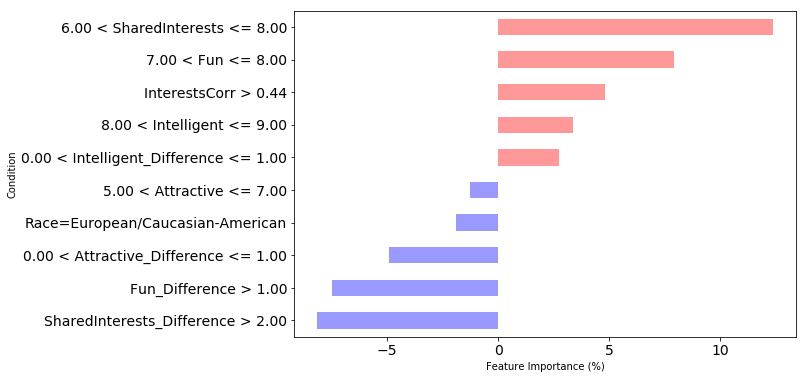 6.00 < SharedInterests <= 8.00
7.00 < Fun <= 8.00
InterestsCorr > 0.44
8.00 < Intelligent <= 9.00
0.00 < Intelligent_Difference <= 1.00
5.00 < Attractive <= 7.00
Race=European/Caucasian-American
0.00 < Attractive_Difference <= 1.00
Fun_Difference > 1.00
SharedInterests_Difference > 2.00
Condition
−5 0 5 10
Feature Importance (%)